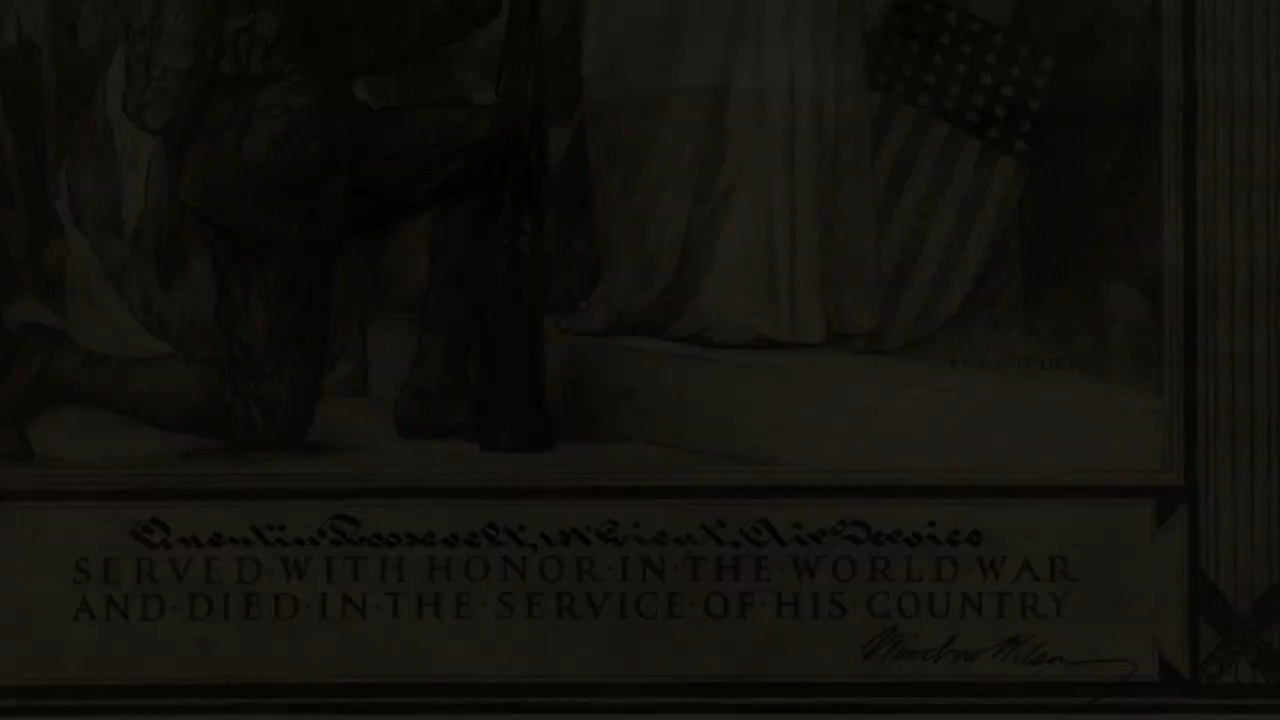 Quentin Roosevelt, 1st Lieut. Air Service
SERVED·WITH·HONOR·IN·THE·WORLD·WAR
AND·DIED·IN·THE·SERVICE·OF·HIS·COUNTRY
Woodrow Wilson